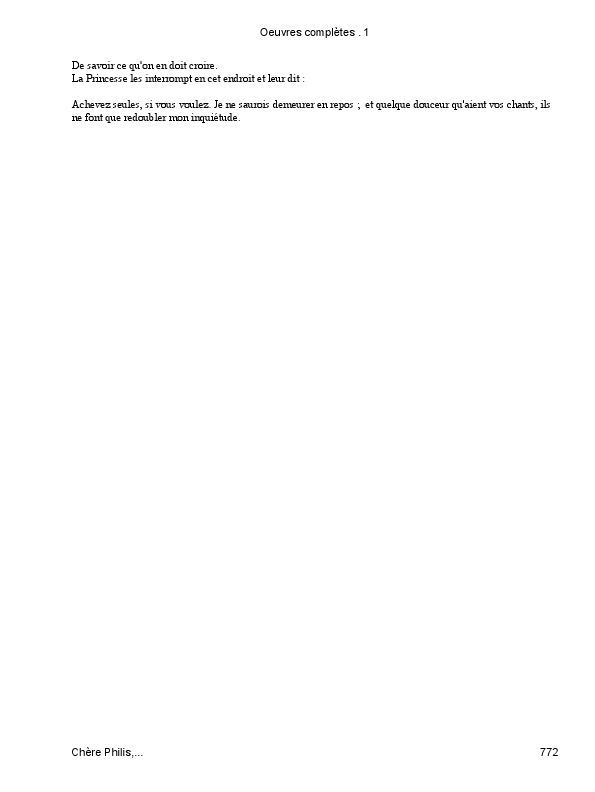 Oeuvres complètes . 1
De savoir ce qu'on en doit croire.
La Princesse les interrompt en cet endroit et leur dit :
Achevez seules, si vous voulez. Je ne saurois demeurer en repos ; et quelque douceur qu'aient vos chants, ils
ne font que redoubler mon inquiétude.
Chère Philis,... 772